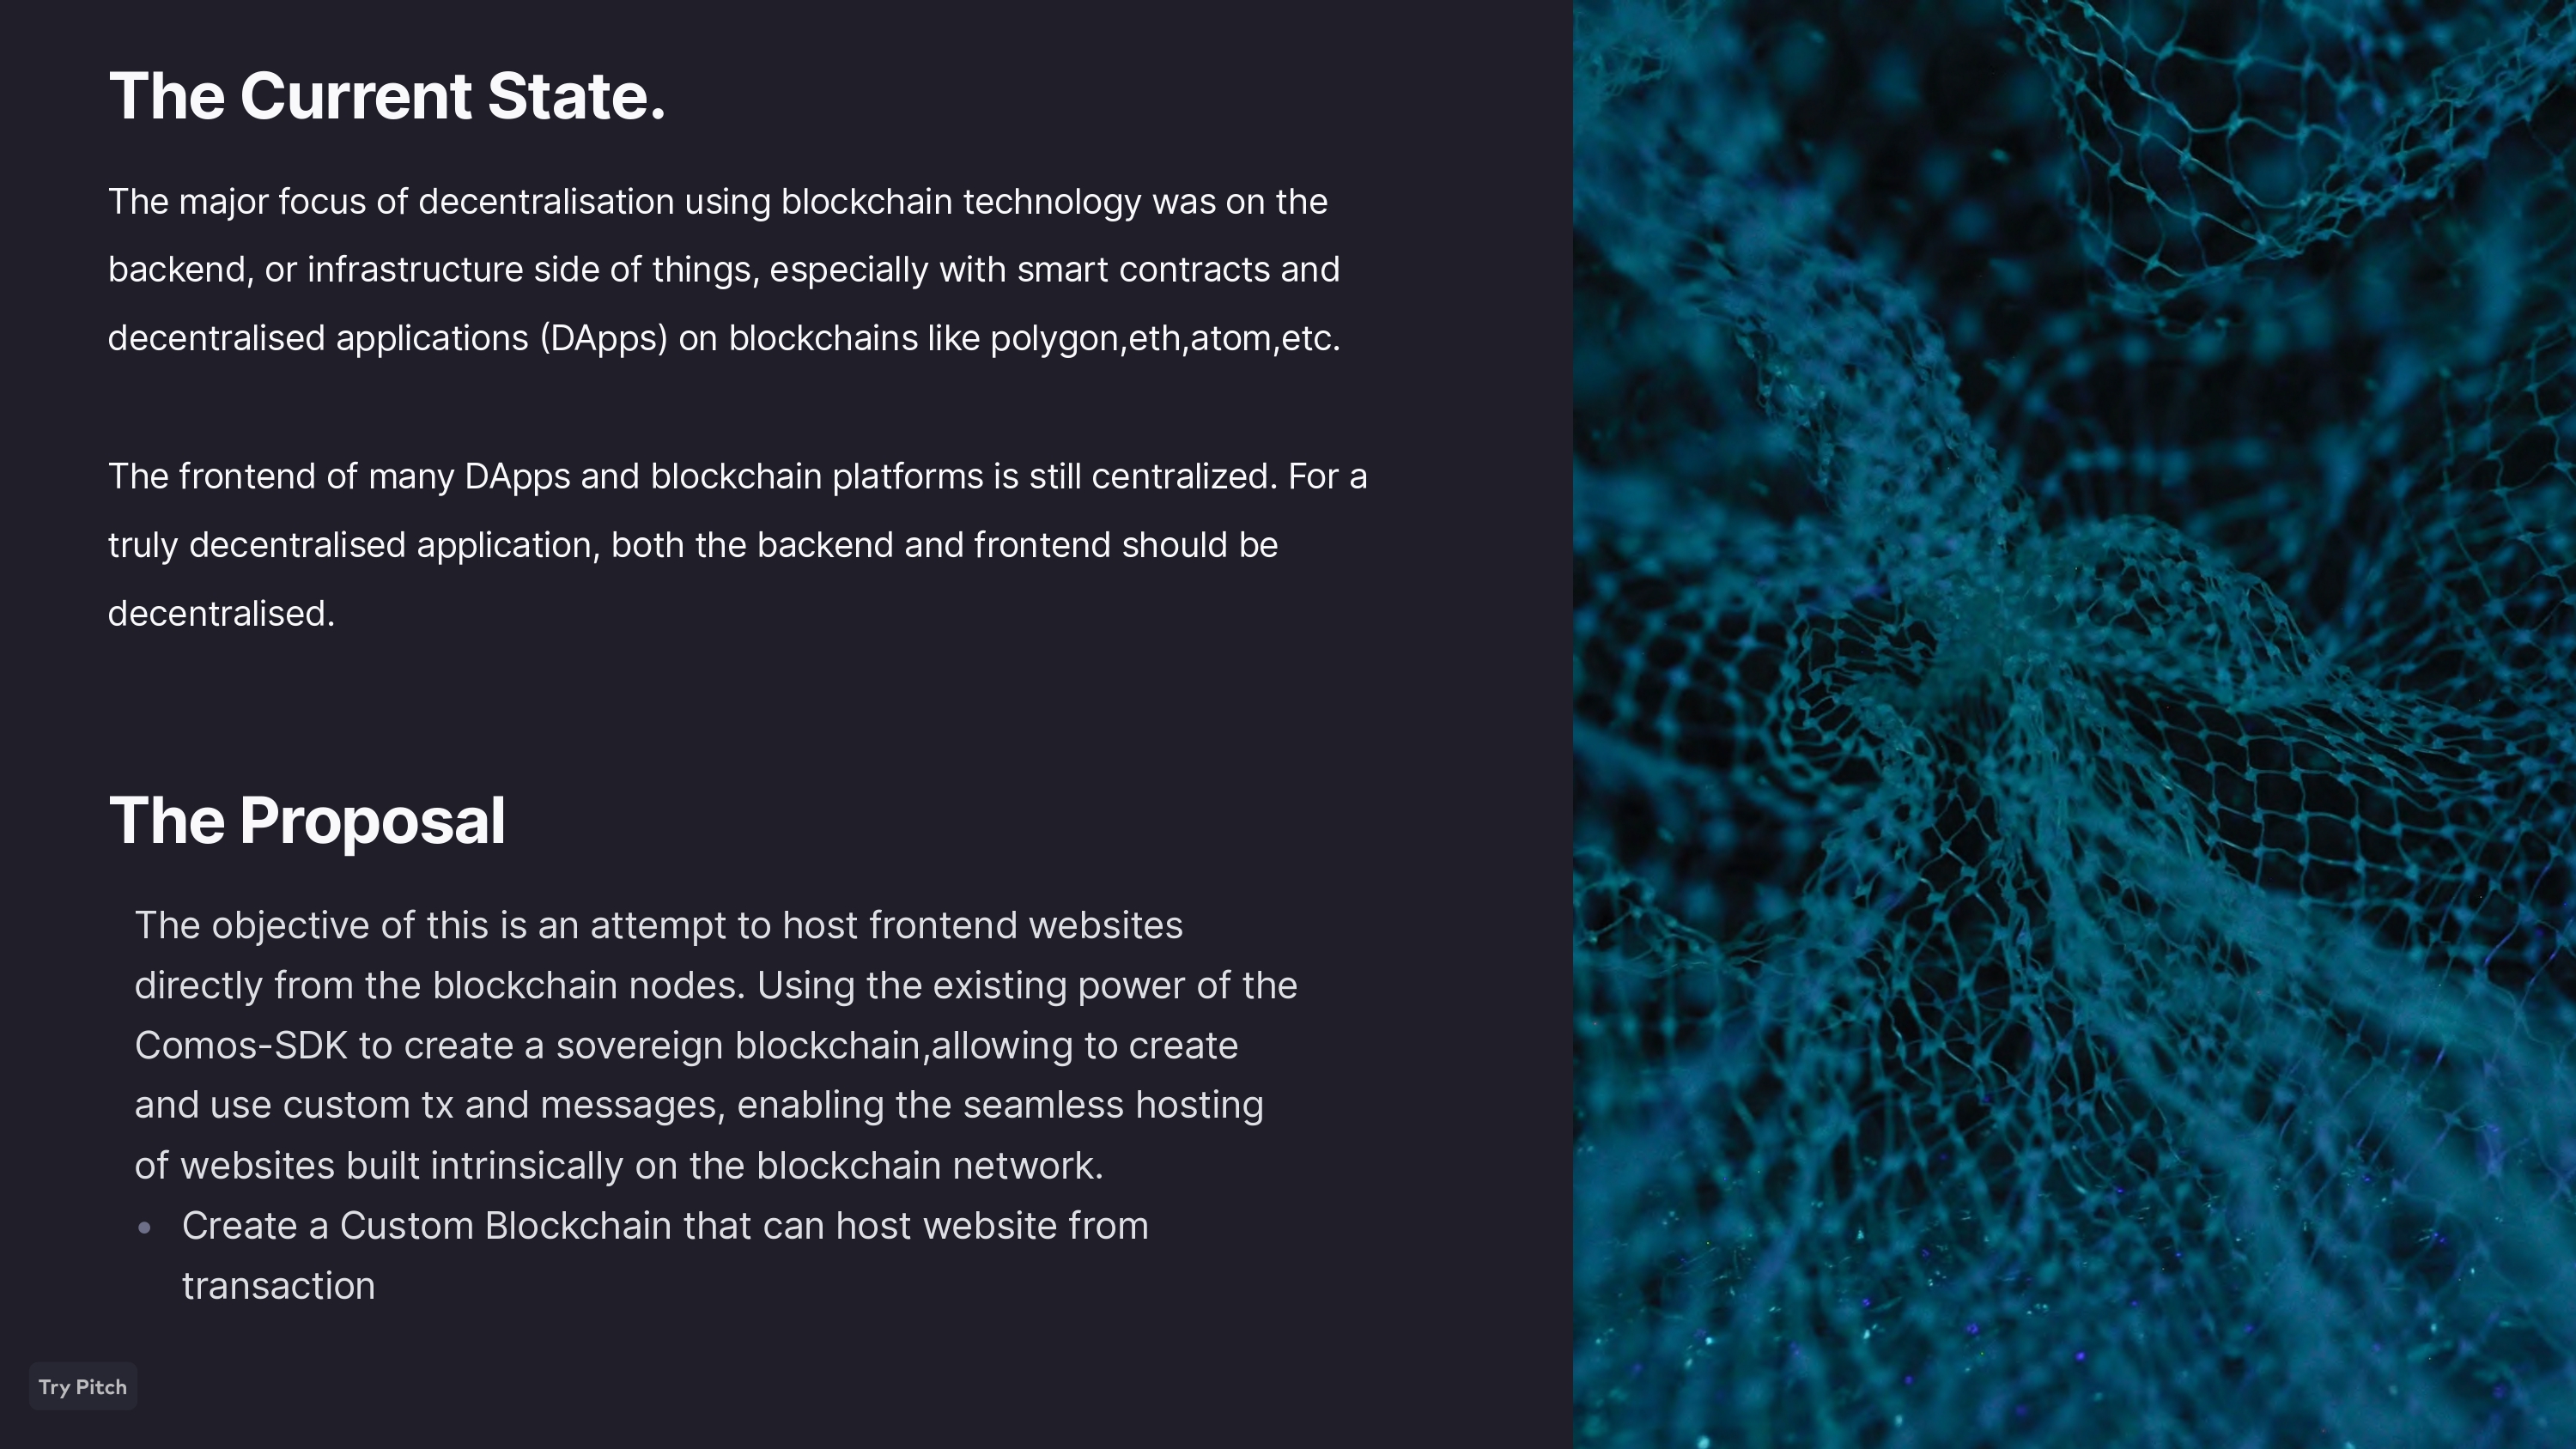 The Current State.
The major focus of decentralisation using blockchain technology was on the
backend, or infrastructure side of things, especially with smart contracts and
decentralised applications (DApps) on blockchains like polygon,eth,atom,etc.
The frontend of many DApps and blockchain platforms is still centralized. For a
truly decentralised application, both the backend and frontend should be
decentralised.
The Proposal
The objective of this is an attempt to host frontend websites
directly from the blockchain nodes. Using the existing power of the
Comos-SDK to create a sovereign blockchain,allowing to create
and use custom tx and messages, enabling the seamless hosting
of websites built intrinsically on the blockchain network.
• Create a Custom Blockchain that can host website from
transaction
Try Pitch